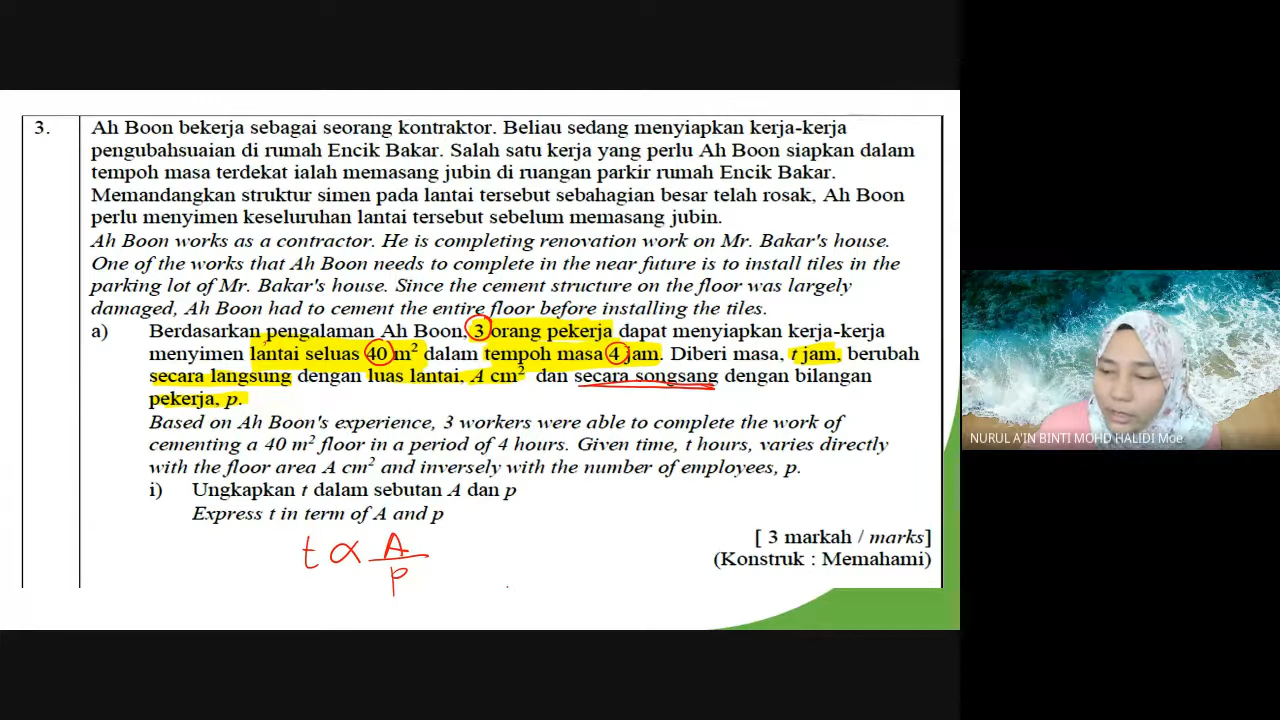 3.
Ah Boon bekerja sebagai seorang kontraktor. Beliau sedang menyiapkan kerja-kerja
pengubahsuaian di rumah Encik Bakar. Salah satu kerja yang perlu Ah Boon siapkan dalam
tempoh masa terdekat ialah memasang jubin di ruangan parkir rumah Encik Bakar.
Memandangkan struktur simen pada lantai tersebut sebahagian besar telah rosak, Ah Boon
perlu menyimen keseluruhan lantai tersebut sebelum memasang jubin.
Ah Boon works as a contractor. He is completing renovation work on Mr. Bakar's house.
One of the works that Ah Boon needs to complete in the near future is to install tiles in the
parking lot of Mr. Bakar's house. Since the cement structure on the floor was largely
damaged, Ah Boon had to cement the entire floor before installing the tiles.
a) Berdasarkan pengalaman Ah Boon, 3 orang pekerja dapat menyiapkan kerja-kerja
menyimen lantai seluas 40 m² dalam tempoh masa 4 jam. Diberi masa, t jam, berubah
secara langsung dengan luas lantai, A cm² dan secara songsang dengan bilangan
pekerja, p.
Based on Ah Boon's experience, 3 workers were able to complete the work of
cementing a 40 m² floor in a period of 4 hours. Given time, t hours, varies directly
with the floor area A cm² and inversely with the number of employees, p.
i) Ungkapkan t dalam sebutan A dan p
Express t in term of A and p
[ 3 markah / marks]
(Konstruk : Memahami)
t ∝ A
p
NURUL A'IN BINTI MOHD HALIDI Moe